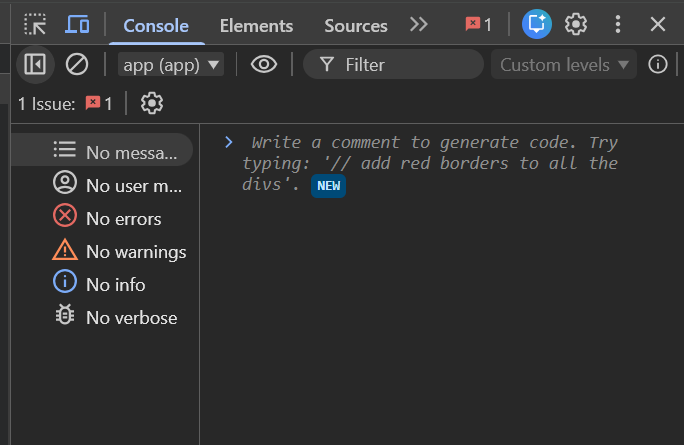 Console Elements Sources 1
app (app) Filter Custom levels
1 Issue: 1
No messa...
No user m...
No errors
No warnings
No info
No verbose
Write a comment to generate code. Try
typing: '// add red borders to all the
divs'. NEW